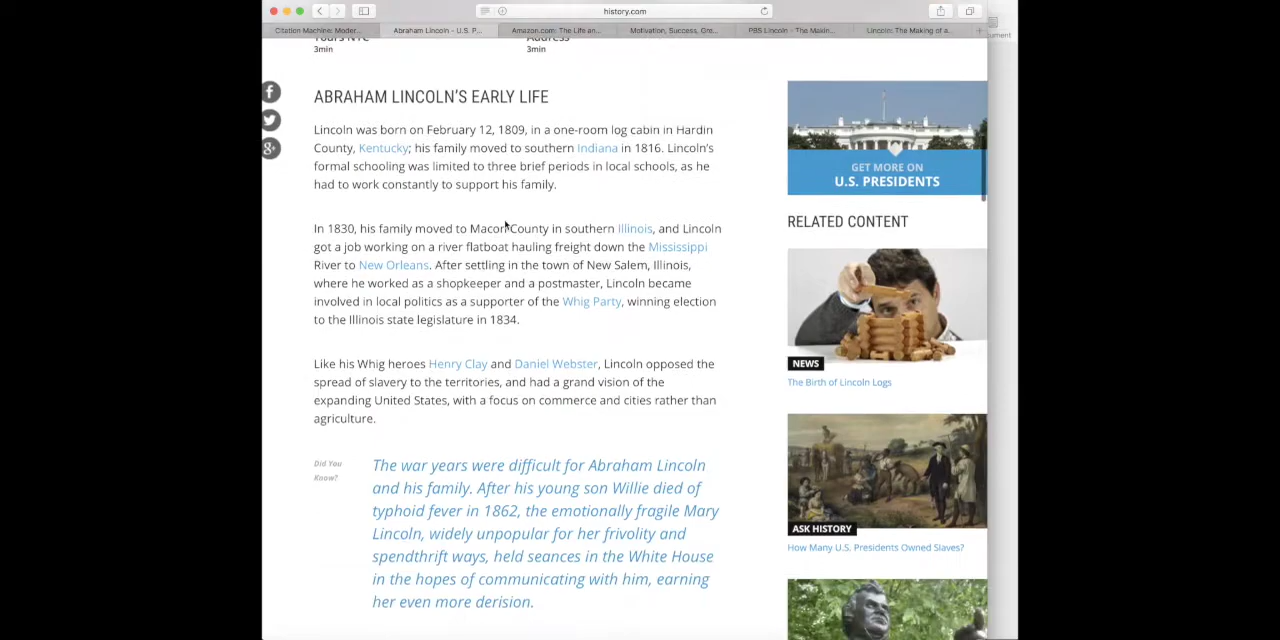 history.com
Citation Machine: Moder...
Abraham Lincoln - U.S. P...
Amazon.com: The Life an...
Motivation, Success, Gre...
PBS Lincoln - The Makin...
Lincoln: The Making of a...
Tours NYC
Address
3min
3min
ABRAHAM LINCOLN'S EARLY LIFE
Lincoln was born on February 12, 1809, in a one-room log cabin in Hardin
County, Kentucky; his family moved to southern Indiana in 1816. Lincoln's
formal schooling was limited to three brief periods in local schools, as he
had to work constantly to support his family.
In 1830, his family moved to Macon County in southern Illinois, and Lincoln
got a job working on a river flatboat hauling freight down the Mississippi
River to New Orleans. After settling in the town of New Salem, Illinois,
where he worked as a shopkeeper and a postmaster, Lincoln became
involved in local politics as a supporter of the Whig Party, winning election
to the Illinois state legislature in 1834.
Like his Whig heroes Henry Clay and Daniel Webster, Lincoln opposed the
spread of slavery to the territories, and had a grand vision of the
expanding United States, with a focus on commerce and cities rather than
agriculture.
Did You
Know?
The war years were difficult for Abraham Lincoln
and his family. After his young son Willie died of
typhoid fever in 1862, the emotionally fragile Mary
Lincoln, widely unpopular for her frivolity and
spendthrift ways, held seances in the White House
in the hopes of communicating with him, earning
her even more derision.
GET MORE ON
U.S. PRESIDENTS
RELATED CONTENT
NEWS
The Birth of Lincoln Logs
ASK HISTORY
How Many U.S. Presidents Owned Slaves?